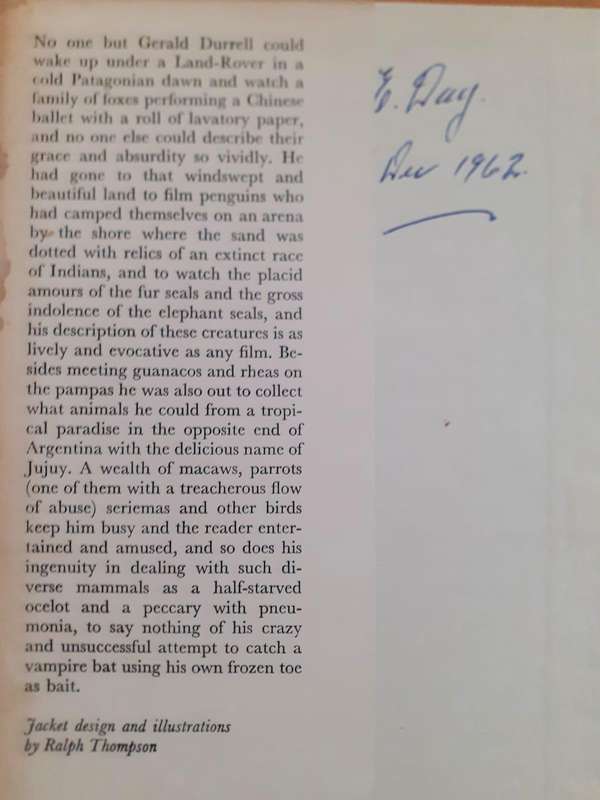 No one but Gerald Durrell could
wake up under a Land-Rover in a
cold Patagonian dawn and watch a
family of foxes performing a Chinese
ballet with a roll of lavatory paper,
and no one else could describe their
grace and absurdity so vividly. He
had gone to that windswept and
beautiful land to film penguins who
had camped themselves on an arena
by the shore where the sand was
dotted with relics of an extinct race
of Indians, and to watch the placid
amours of the fur seals and the gross
indolence of the elephant seals, and
his description of these creatures is as
lively and evocative as any film. Be-
sides meeting guanacos and rheas on
the pampas he was also out to collect
what animals he could from a tropi-
cal paradise in the opposite end of
Argentina with the delicious name of
Jujuy. A wealth of macaws, parrots
(one of them with a treacherous flow
of abuse) seriemas and other birds
keep him busy and the reader enter-
tained and amused, and so does his
ingenuity in dealing with such di-
verse mammals as a half-starved
ocelot and a peccary with pneu-
monia, to say nothing of his crazy
and unsuccessful attempt to catch a
vampire bat using his own frozen toe
as bait.
Jacket design and illustrations
by Ralph Thompson
E. Day.
Dec 1962.